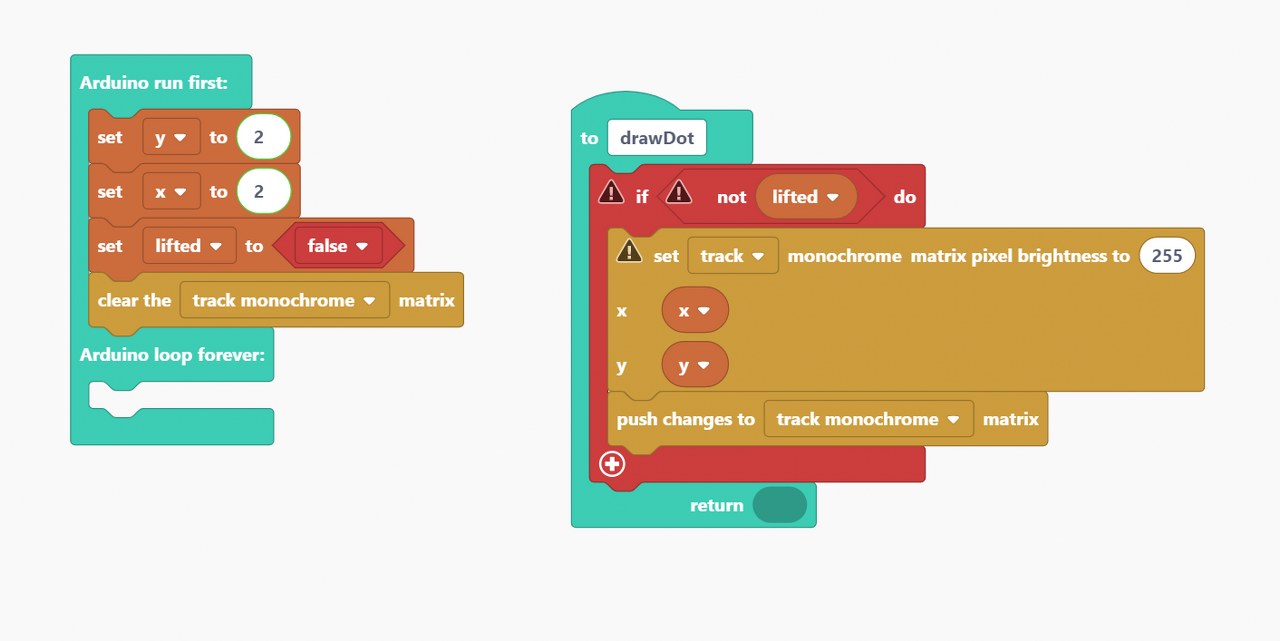 Arduino run first:
set y to 2
set x to 2
set lifted to false
clear the track monochrome matrix
Arduino loop forever:
to drawDot
if not lifted do
set track monochrome matrix pixel brightness to 255
x x
y y
push changes to track monochrome matrix
return